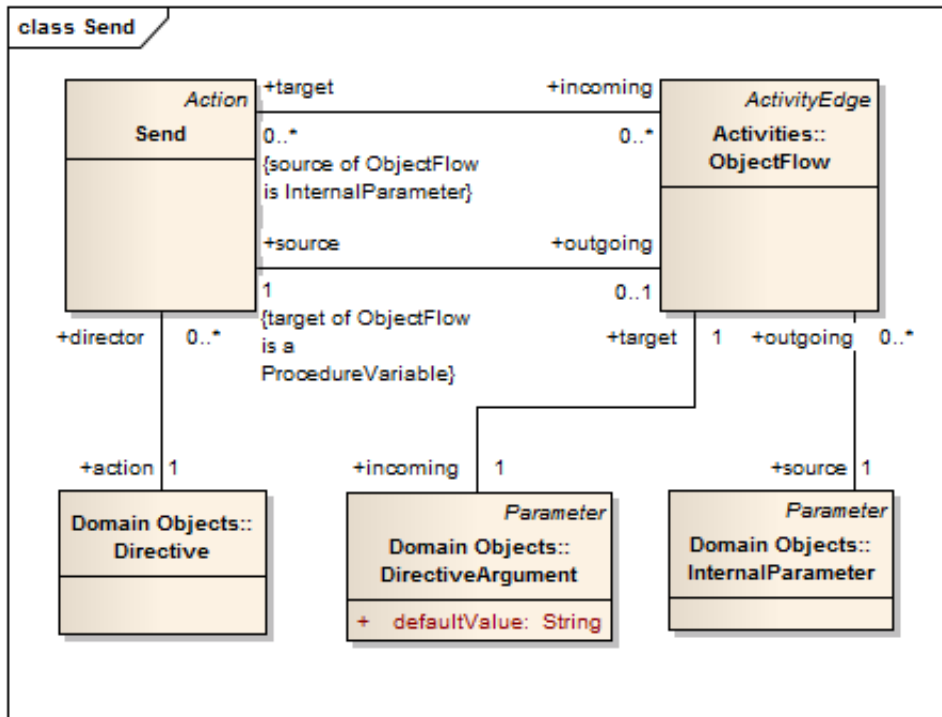 class Send
+target
+incoming
Action
Send
ActivityEdge
Activities::
ObjectFlow
0..*
0..*
{source of ObjectFlow
is InternalParameter}
+source
+outgoing
1
0..1
{target of ObjectFlow
is a
ProcedureVariable}
+director
0..*
+target
1
+outgoing
0..*
+action
1
+incoming
1
+source
1
Domain Objects::
Directive
Parameter
Domain Objects::
DirectiveArgument
+ defaultValue: String
Parameter
Domain Objects::
InternalParameter